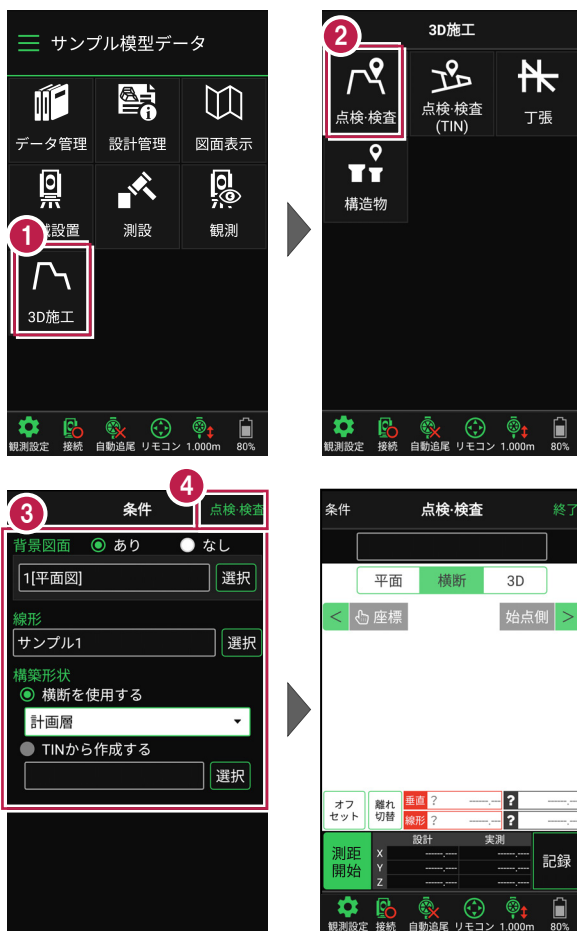 サンプル模型データ
データ管理 設計管理 図面表示
設置 測設 観測
1
3D施工
観測設定 接続 自動追尾 リモコン 1.000m 80%
2
3D施工
点検·検査 点検·検査 丁張
(TIN)
構造物
観測設定 接続 自動追尾 リモコン 1.000m 80%
3 条件 4 点検·検査
背景図面 あり なし
1[平面図] 選択
線形
サンプル1 選択
構築形状
横断を使用する
計画層
TINから作成する
選択
条件 点検·検査 終了
平面 横断 3D
< 座標 始点側 >
オフセット 離れ切替 垂直 ? -----.--- ? -----.---
線形 ? -----.--- ? -----.---
測距開始 設計 実測 記録
X -----.--- -----.---
Y -----.--- -----.---
Z -----.--- -----.---
観測設定 接続 自動追尾 リモコン 1.000m 80%